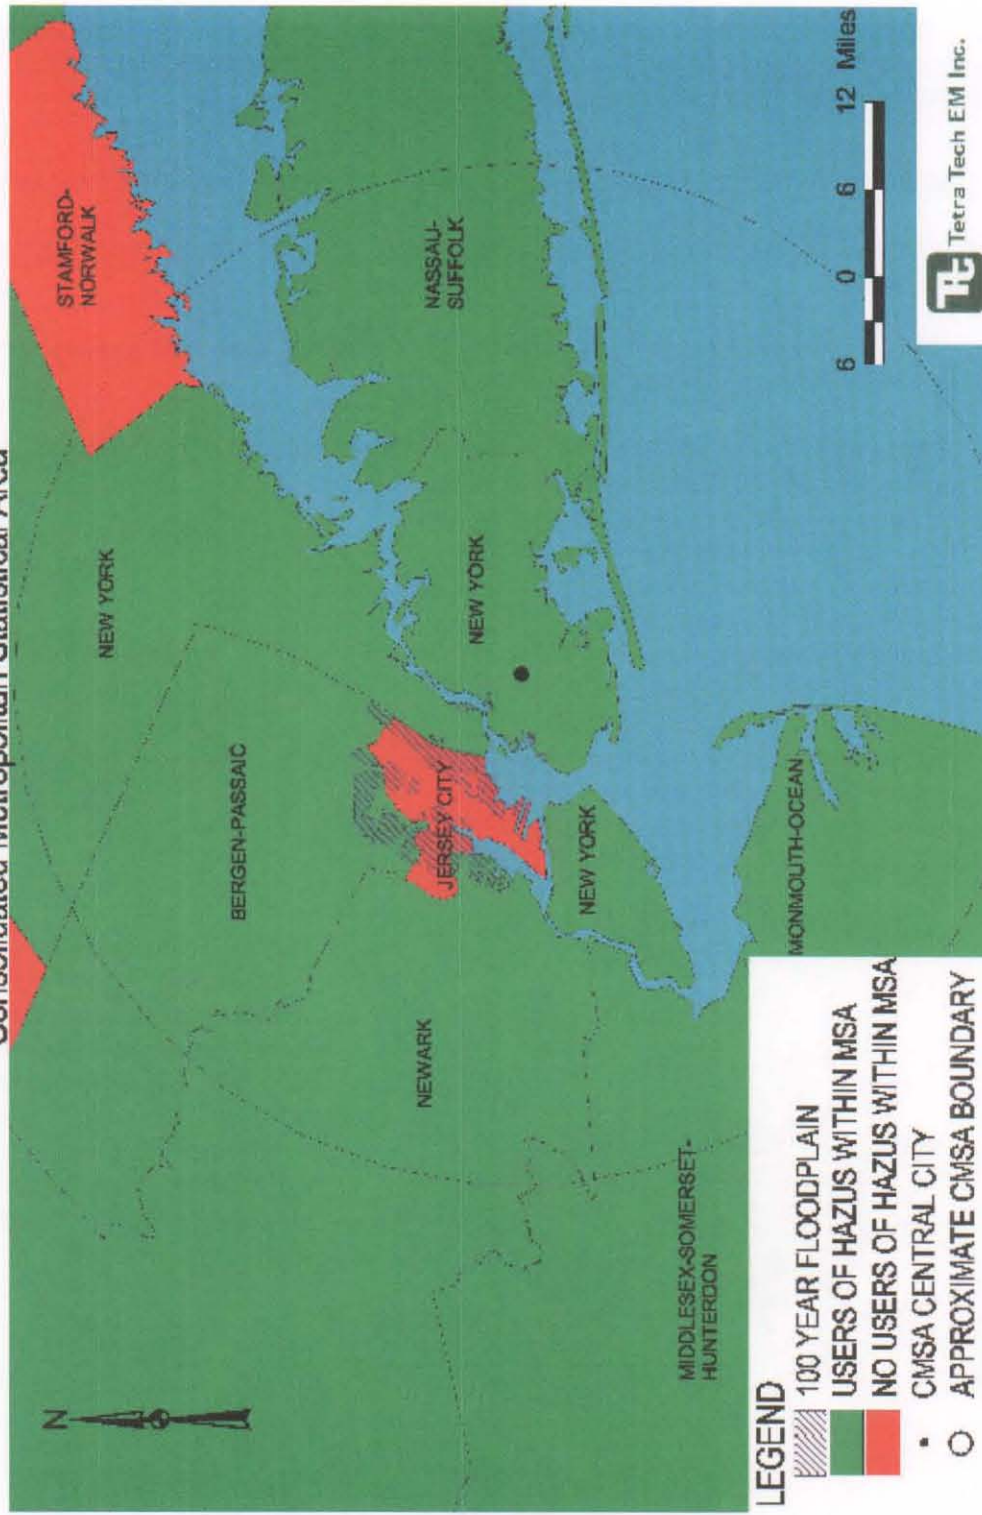 Consolidated Metropolitan Statistical Area
N
STAMFORD-
NORWALK
NEW YORK
BERGEN-PASSAIC
NASSAU-
SUFFOLK
NEW YORK
JERSEY CITY
NEWARK
NEW YORK
MIDDLESEX-SOMERSET-
HUNTERDON
MONMOUTH-OCEAN
6 0 6 12 Miles
LEGEND
100 YEAR FLOODPLAIN
USERS OF HAZUS WITHIN MSA
NO USERS OF HAZUS WITHIN MSA
CMSA CENTRAL CITY
APPROXIMATE CMSA BOUNDARY
Tt Tetra Tech EM Inc.